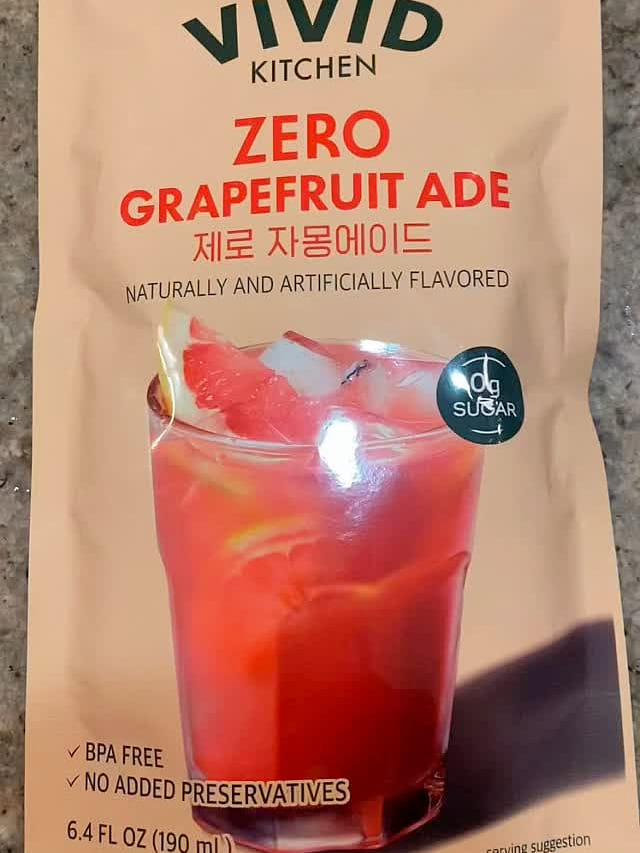 VIVID
KITCHEN
ZERO
GRAPEFRUIT ADE
제로 자몽에이드
NATURALLY AND ARTIFICIALLY FLAVORED
0g
SUGAR
✓ BPA FREE
✓ NO ADDED PRESERVATIVES
6.4 FL OZ (190 mL)
serving suggestion